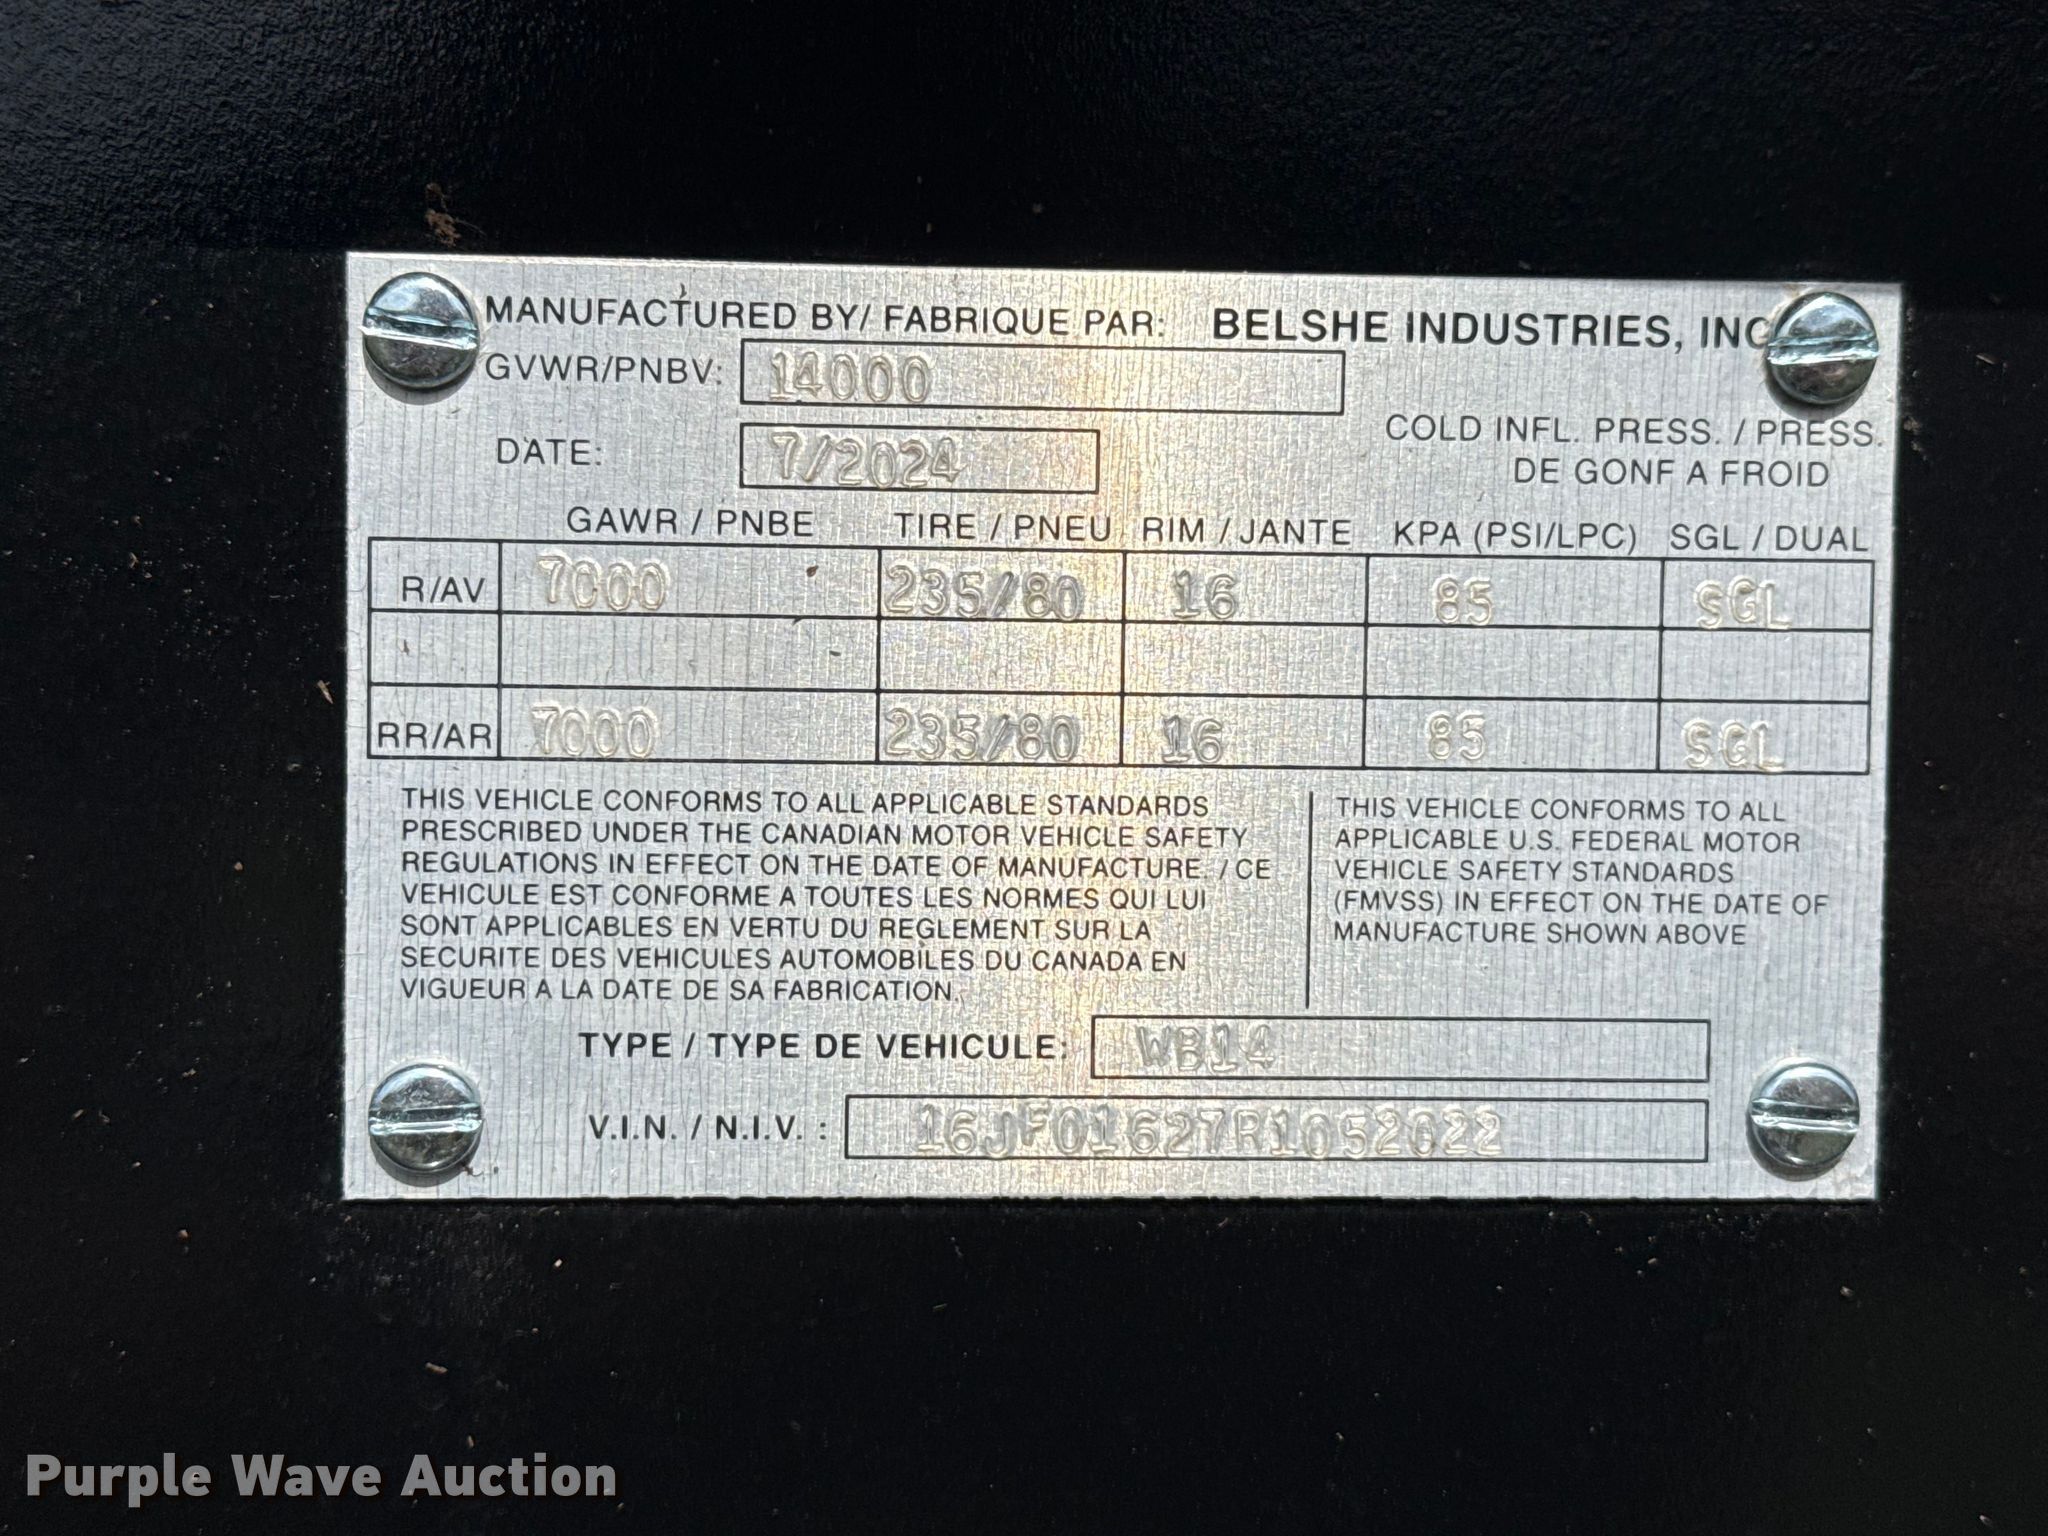 MANUFACTURED BY/ FABRIQUE PAR: BELSHE INDUSTRIES, INC
GVWR/PNBV: 14000
DATE: 7/2024
COLD INFL. PRESS. / PRESS.
DE GONF A FROID
GAWR / PNBE TIRE / PNEU RIM / JANTE KPA (PSI/LPC) SGL / DUAL
R/AV 7000 235/80 16 85 SGL
RR/AR 7000 235/80 16 85 SGL
THIS VEHICLE CONFORMS TO ALL APPLICABLE STANDARDS
PRESCRIBED UNDER THE CANADIAN MOTOR VEHICLE SAFETY
REGULATIONS IN EFFECT ON THE DATE OF MANUFACTURE. / CE
VEHICULE EST CONFORME A TOUTES LES NORMES QUI LUI
SONT APPLICABLES EN VERTU DU REGLEMENT SUR LA
SECURITE DES VEHICULES AUTOMOBILES DU CANADA EN
VIGUEUR A LA DATE DE SA FABRICATION.
THIS VEHICLE CONFORMS TO ALL
APPLICABLE U.S. FEDERAL MOTOR
VEHICLE SAFETY STANDARDS
(FMVSS) IN EFFECT ON THE DATE OF
MANUFACTURE SHOWN ABOVE
TYPE / TYPE DE VEHICULE: WB14
V.I.N. / N.I.V. : 16JF01627R1052022
Purple Wave Auction